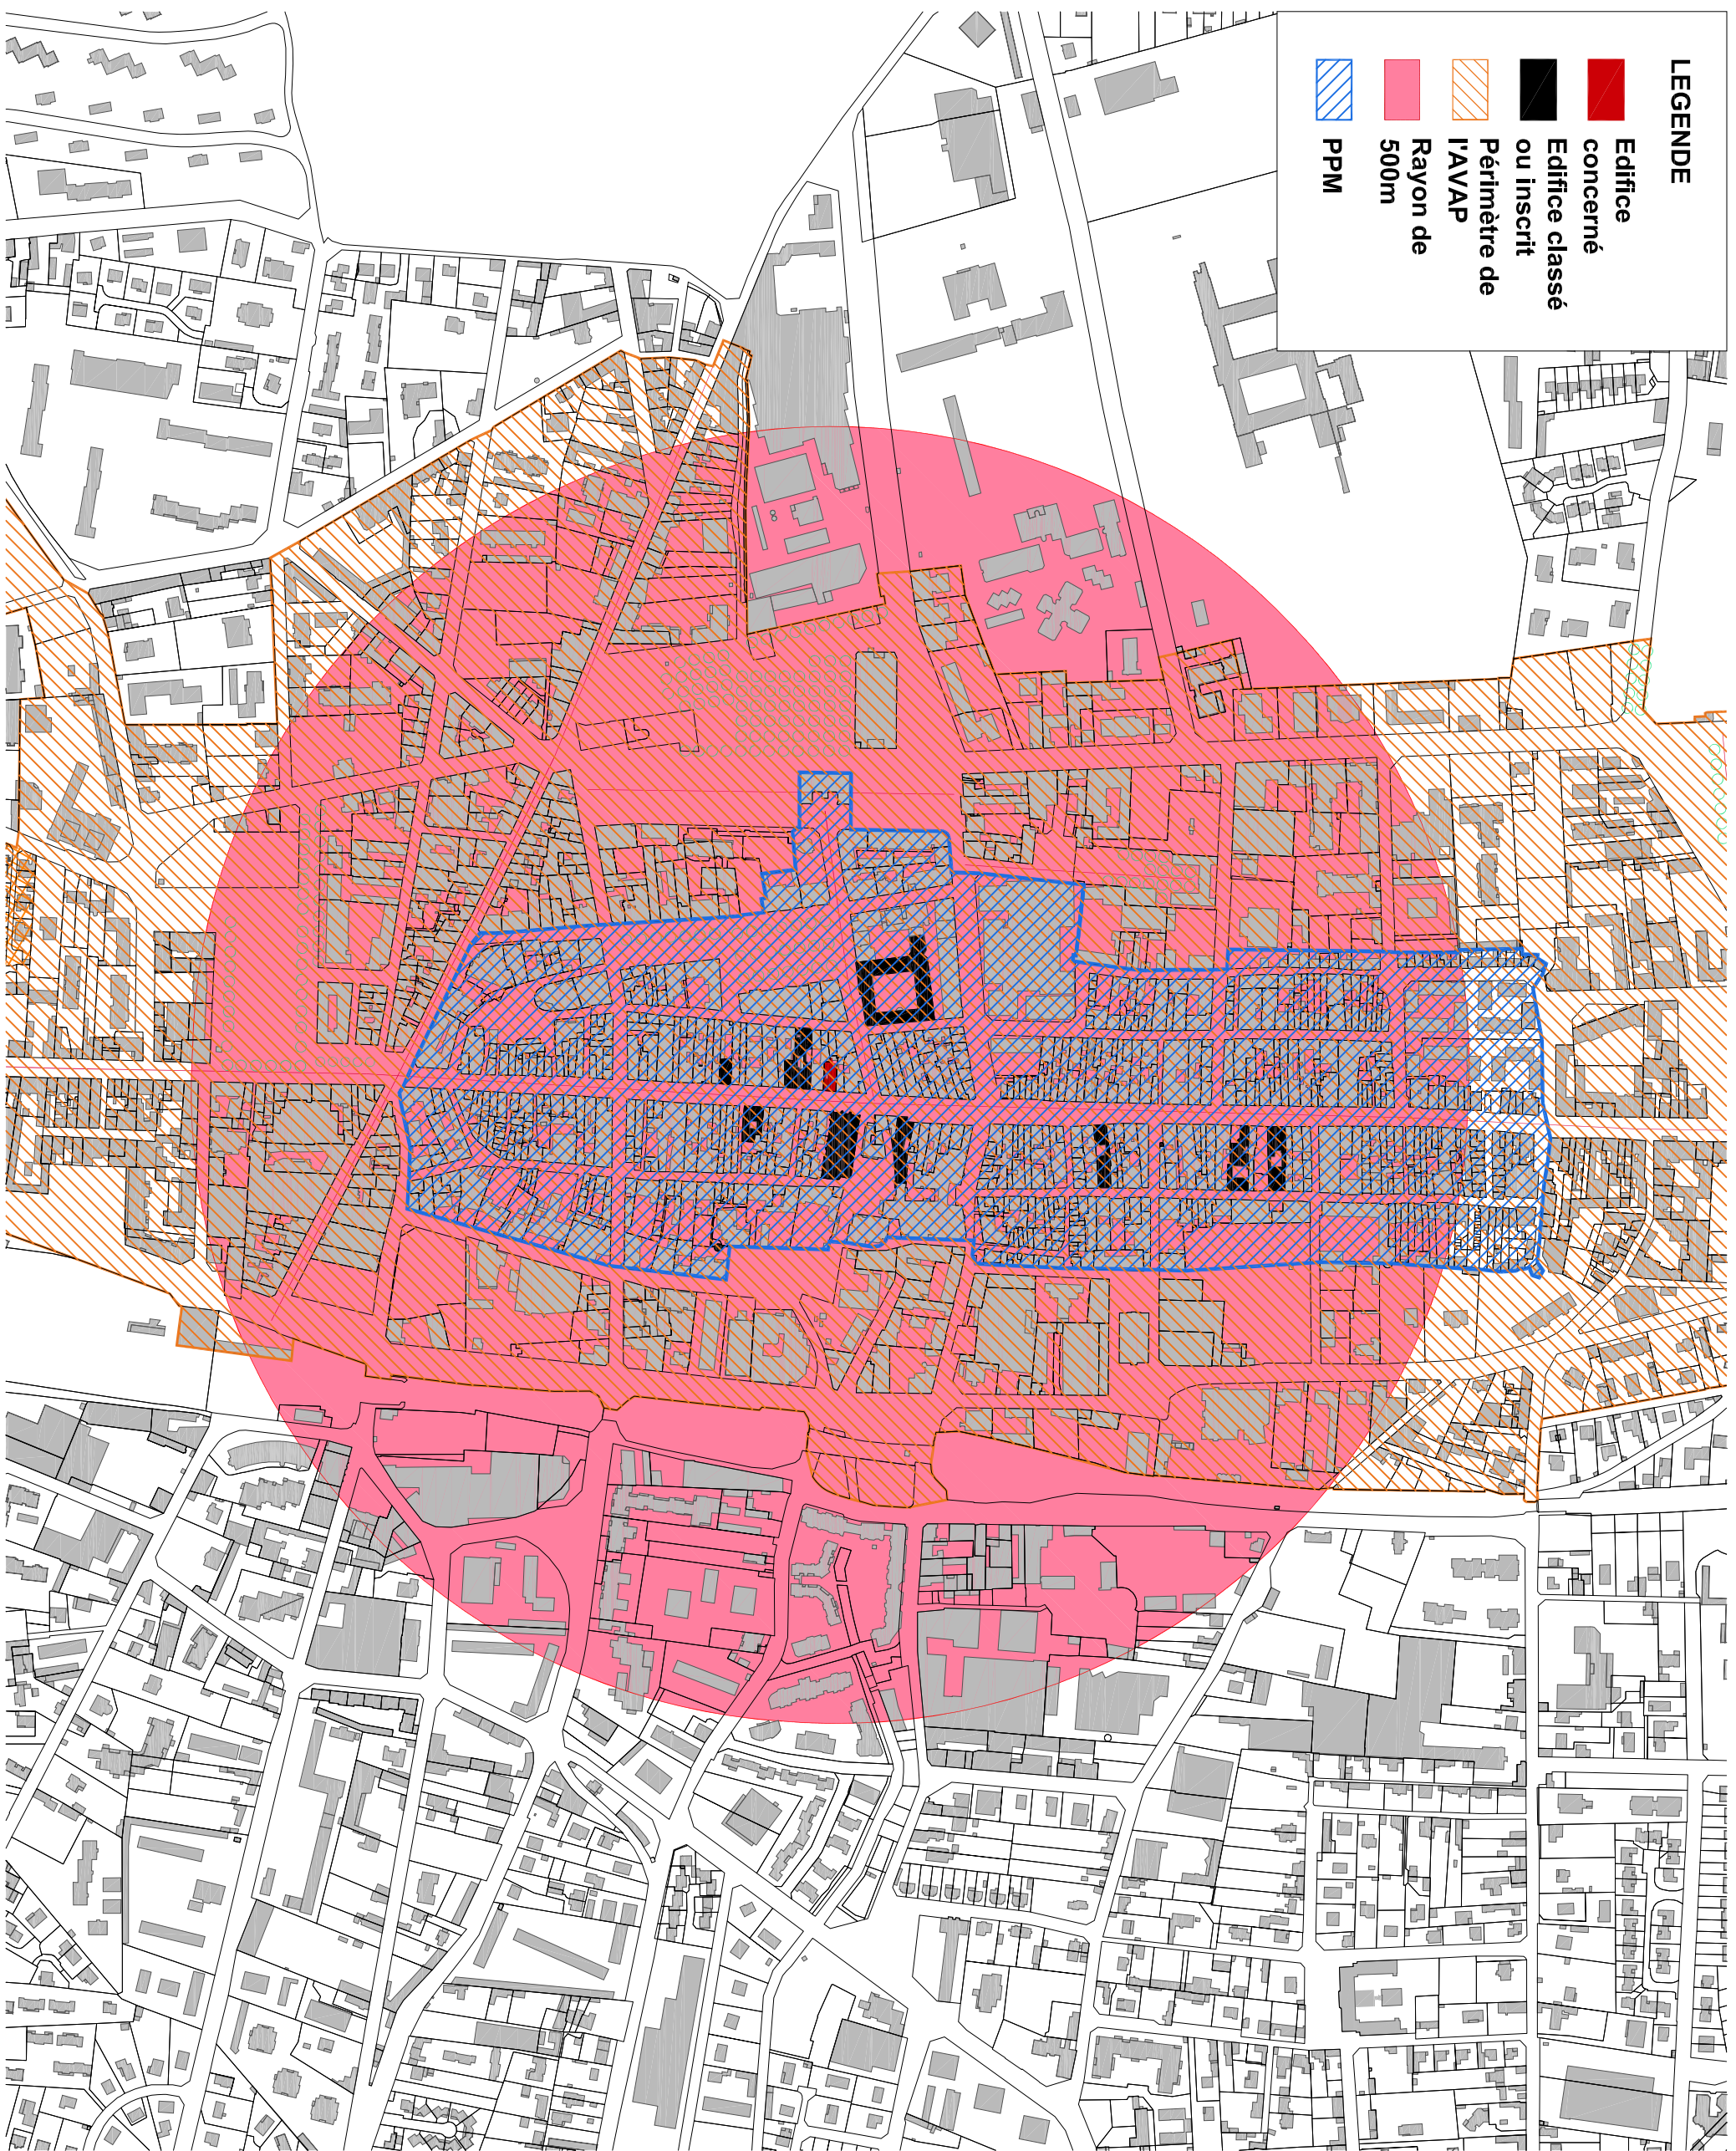 LEGENDE
Edifice
concerné
Edifice classé
ou inscrit
Périmètre de
l'AVAP
Rayon de
500m
PPM